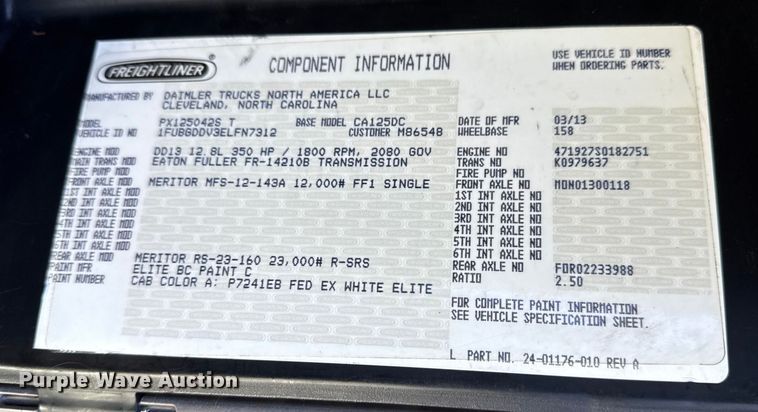 FREIGHTLINER
COMPONENT INFORMATION
USE VEHICLE ID NUMBER
WHEN ORDERING PARTS.
MANUFACTURED BY DAIMLER TRUCKS NORTH AMERICA LLC
CLEVELAND, NORTH CAROLINA
MODEL PX125042S T BASE MODEL CA125DC DATE OF MFR 03/13
VEHICLE ID NO 1FUBGDDV3ELFN7312 CUSTOMER M8654B WHEELBASE 158
ENGINE MOD DD13 12.8L 350 HP / 1800 RPM, 2080 GOV ENGINE NO 471927S0182751
MAIN TRANS MOD EATON FULLER FR-14210B TRANSMISSION TRANS NO K0979637
FIRE PUMP MOD FIRE PUMP NO
FRONT AXLE MOD MERITOR MFS-12-143A 12,000# FF1 SINGLE FRONT AXLE NO MON01300118
1ST INT AXLE MOD 1ST INT AXLE NO
2ND INT AXLE MOD 2ND INT AXLE NO
3RD INT AXLE MOD 3RD INT AXLE NO
4TH INT AXLE MOD 4TH INT AXLE NO
5TH INT AXLE MOD 5TH INT AXLE NO
6TH INT AXLE MOD 6TH INT AXLE NO
REAR AXLE MOD MERITOR RS-23-160 23,000# R-SRS REAR AXLE NO FDR02233988
PAINT MFR ELITE BC PAINT C RATIO 2.50
PAINT NUMBER CAB COLOR A: P7241EB FED EX WHITE ELITE
FOR COMPLETE PAINT INFORMATION
SEE VEHICLE SPECIFICATION SHEET.
L PART NO. 24-01176-010 REV A
Purple Wave Auction